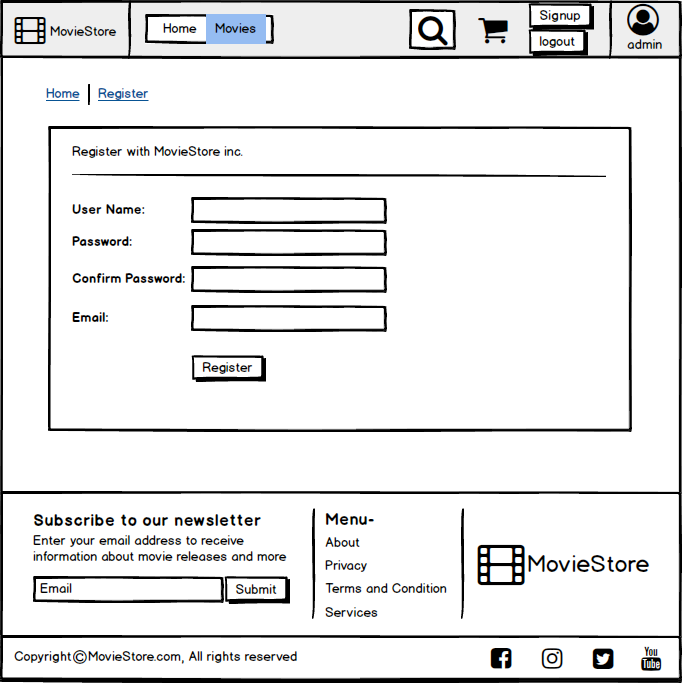 MovieStore
Home Movies
Signup
logout
admin
Home Register
Register with MovieStore inc.
User Name:
Password:
Confirm Password:
Email:
Register
Subscribe to our newsletter
Enter your email address to receive
information about movie releases and more
Email Submit
Menu-
About
Privacy
Terms and Condition
Services
MovieStore
Copyright©MovieStore.com, All rights reserved
You
Tube